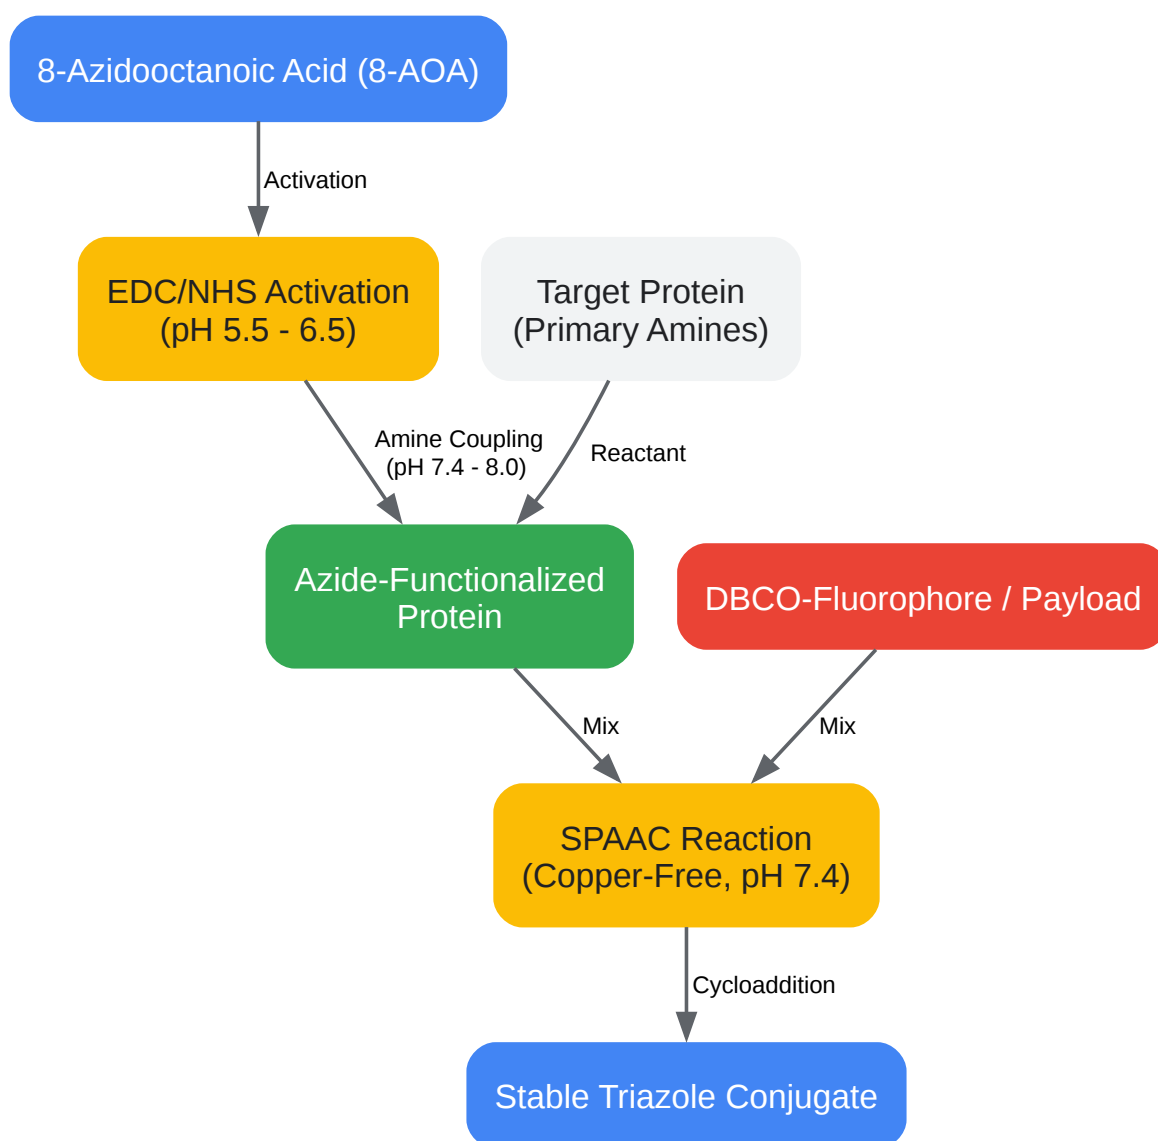 8-Azidooctanoic Acid (8-AOA)
Activation
EDC/NHS Activation
(pH 5.5 - 6.5)
Target Protein
(Primary Amines)
Amine Coupling
(pH 7.4 - 8.0)
Reactant
Azide-Functionalized
Protein
DBCO-Fluorophore / Payload
Mix
Mix
SPAAC Reaction
(Copper-Free, pH 7.4)
Cycloaddition
Stable Triazole Conjugate